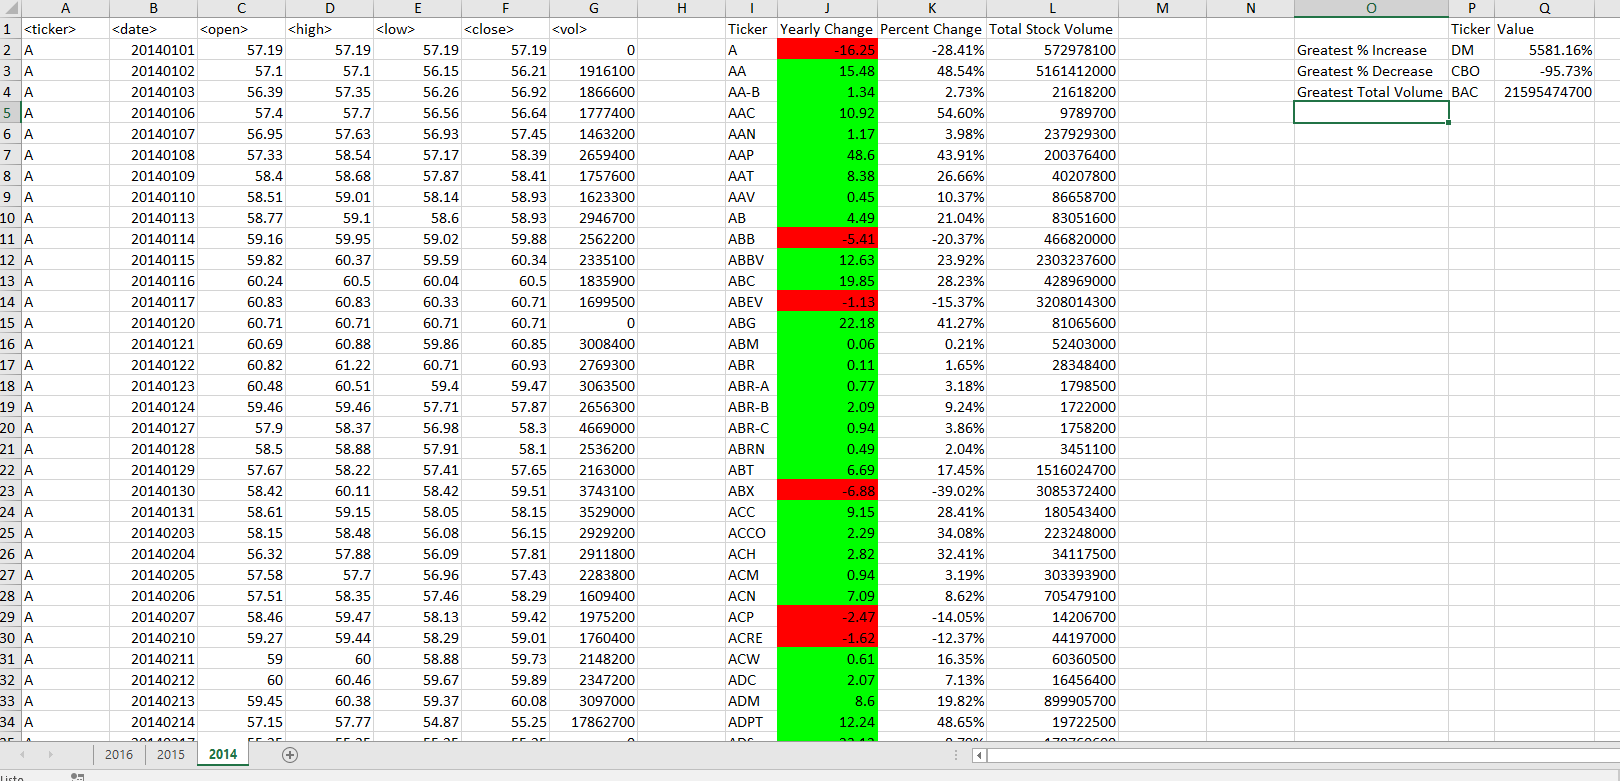 A B C D E F G H I J K L M N O P Q
1 <ticker> <date> <open> <high> <low> <close> <vol> Ticker Yearly Change Percent Change Total Stock Volume Ticker Value
2 A 20140101 57.19 57.19 57.19 57.19 0 A -16.25 -28.41% 572978100 Greatest % Increase DM 5581.16%
3 A 20140102 57.1 57.1 56.15 56.21 1916100 AA 15.48 48.54% 5161412000 Greatest % Decrease CBO -95.73%
4 A 20140103 56.39 57.35 56.26 56.92 1866600 AA-B 1.34 2.73% 21618200 Greatest Total Volume BAC 21595474700
5 A 20140106 57.4 57.7 56.56 56.64 1777400 AAC 10.92 54.60% 9789700
6 A 20140107 56.95 57.63 56.93 57.45 1463200 AAN 1.17 3.98% 237929300
7 A 20140108 57.33 58.54 57.17 58.39 2659400 AAP 48.6 43.91% 200376400
8 A 20140109 58.4 58.68 57.87 58.41 1757600 AAT 8.38 26.66% 40207800
9 A 20140110 58.51 59.01 58.14 58.93 1623300 AAV 0.45 10.37% 86658700
10 A 20140113 58.77 59.1 58.6 58.93 2946700 AB 4.49 21.04% 83051600
11 A 20140114 59.16 59.95 59.02 59.88 2562200 ABB -5.41 -20.37% 466820000
12 A 20140115 59.82 60.37 59.59 60.34 2335100 ABBV 12.63 23.92% 2303237600
13 A 20140116 60.24 60.5 60.04 60.5 1835900 ABC 19.85 28.23% 428969000
14 A 20140117 60.83 60.83 60.33 60.71 1699500 ABEV -1.13 -15.37% 3208014300
15 A 20140120 60.71 60.71 60.71 60.71 0 ABG 22.18 41.27% 81065600
16 A 20140121 60.69 60.88 59.86 60.85 3008400 ABM 0.06 0.21% 52403000
17 A 20140122 60.82 61.22 60.71 60.93 2769300 ABR 0.11 1.65% 28348400
18 A 20140123 60.48 60.51 59.4 59.47 3063500 ABR-A 0.77 3.18% 1798500
19 A 20140124 59.46 59.46 57.71 57.87 2656300 ABR-B 2.09 9.24% 1722000
20 A 20140127 57.9 58.37 56.98 58.3 4669000 ABR-C 0.94 3.86% 1758200
21 A 20140128 58.5 58.88 57.91 58.1 2536200 ABRN 0.49 2.04% 3451100
22 A 20140129 57.67 58.22 57.41 57.65 2163000 ABT 6.69 17.45% 1516024700
23 A 20140130 58.42 60.11 58.42 59.51 3743100 ABX -6.88 -39.02% 3085372400
24 A 20140131 58.61 59.15 58.05 58.15 3529000 ACC 9.15 28.41% 180543400
25 A 20140203 58.15 58.48 56.08 56.15 2929200 ACCO 2.29 34.08% 223248000
26 A 20140204 56.32 57.88 56.09 57.81 2911800 ACH 2.82 32.41% 34117500
27 A 20140205 57.58 57.7 56.96 57.43 2283800 ACM 0.94 3.19% 303393900
28 A 20140206 57.51 58.35 57.46 58.29 1609400 ACN 7.09 8.62% 705479100
29 A 20140207 58.46 59.47 58.13 59.42 1975200 ACP -2.47 -14.05% 14206700
30 A 20140210 59.27 59.44 58.29 59.01 1760400 ACRE -1.62 -12.37% 44197000
31 A 20140211 59 60 58.88 59.73 2148200 ACW 0.61 16.35% 60360500
32 A 20140212 60 60.46 59.67 59.89 2347200 ADC 2.07 7.13% 16456400
33 A 20140213 59.45 60.38 59.37 60.08 3097000 ADM 8.6 19.82% 899905700
34 A 20140214 57.15 57.77 54.87 55.25 17862700 ADPT 12.24 48.65% 19722500
2016 2015 2014